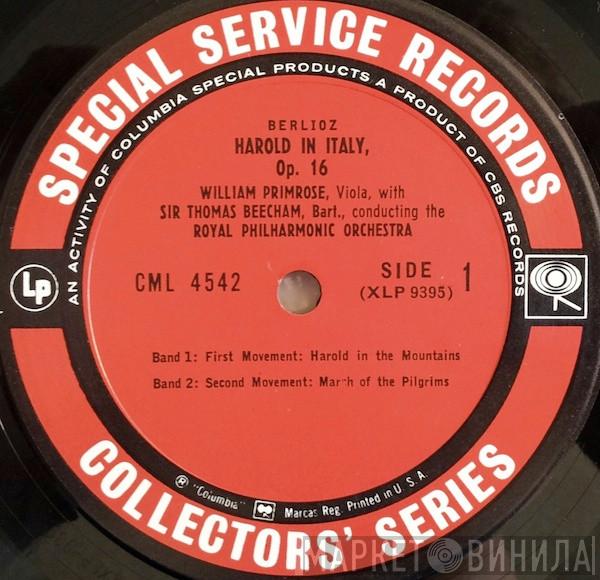 SPECIAL SERVICE RECORDS
AN ACTIVITY OF COLUMBIA SPECIAL PRODUCTS A PRODUCT OF CBS RECORDS
BERLIOZ
HAROLD IN ITALY,
Op. 16
WILLIAM PRIMROSE, Viola, with
SIR THOMAS BEECHAM, Bart., conducting the
ROYAL PHILHARMONIC ORCHESTRA
LP
CML 4542
SIDE 1
(XLP 9395)
Band 1: First Movement: Harold in the Mountains
Band 2: Second Movement: March of the Pilgrims
® "Columbia" Marcas Reg. Printed in U.S.A.
COLLECTORS' SERIES
МАРКЕТ ВИНИЛА